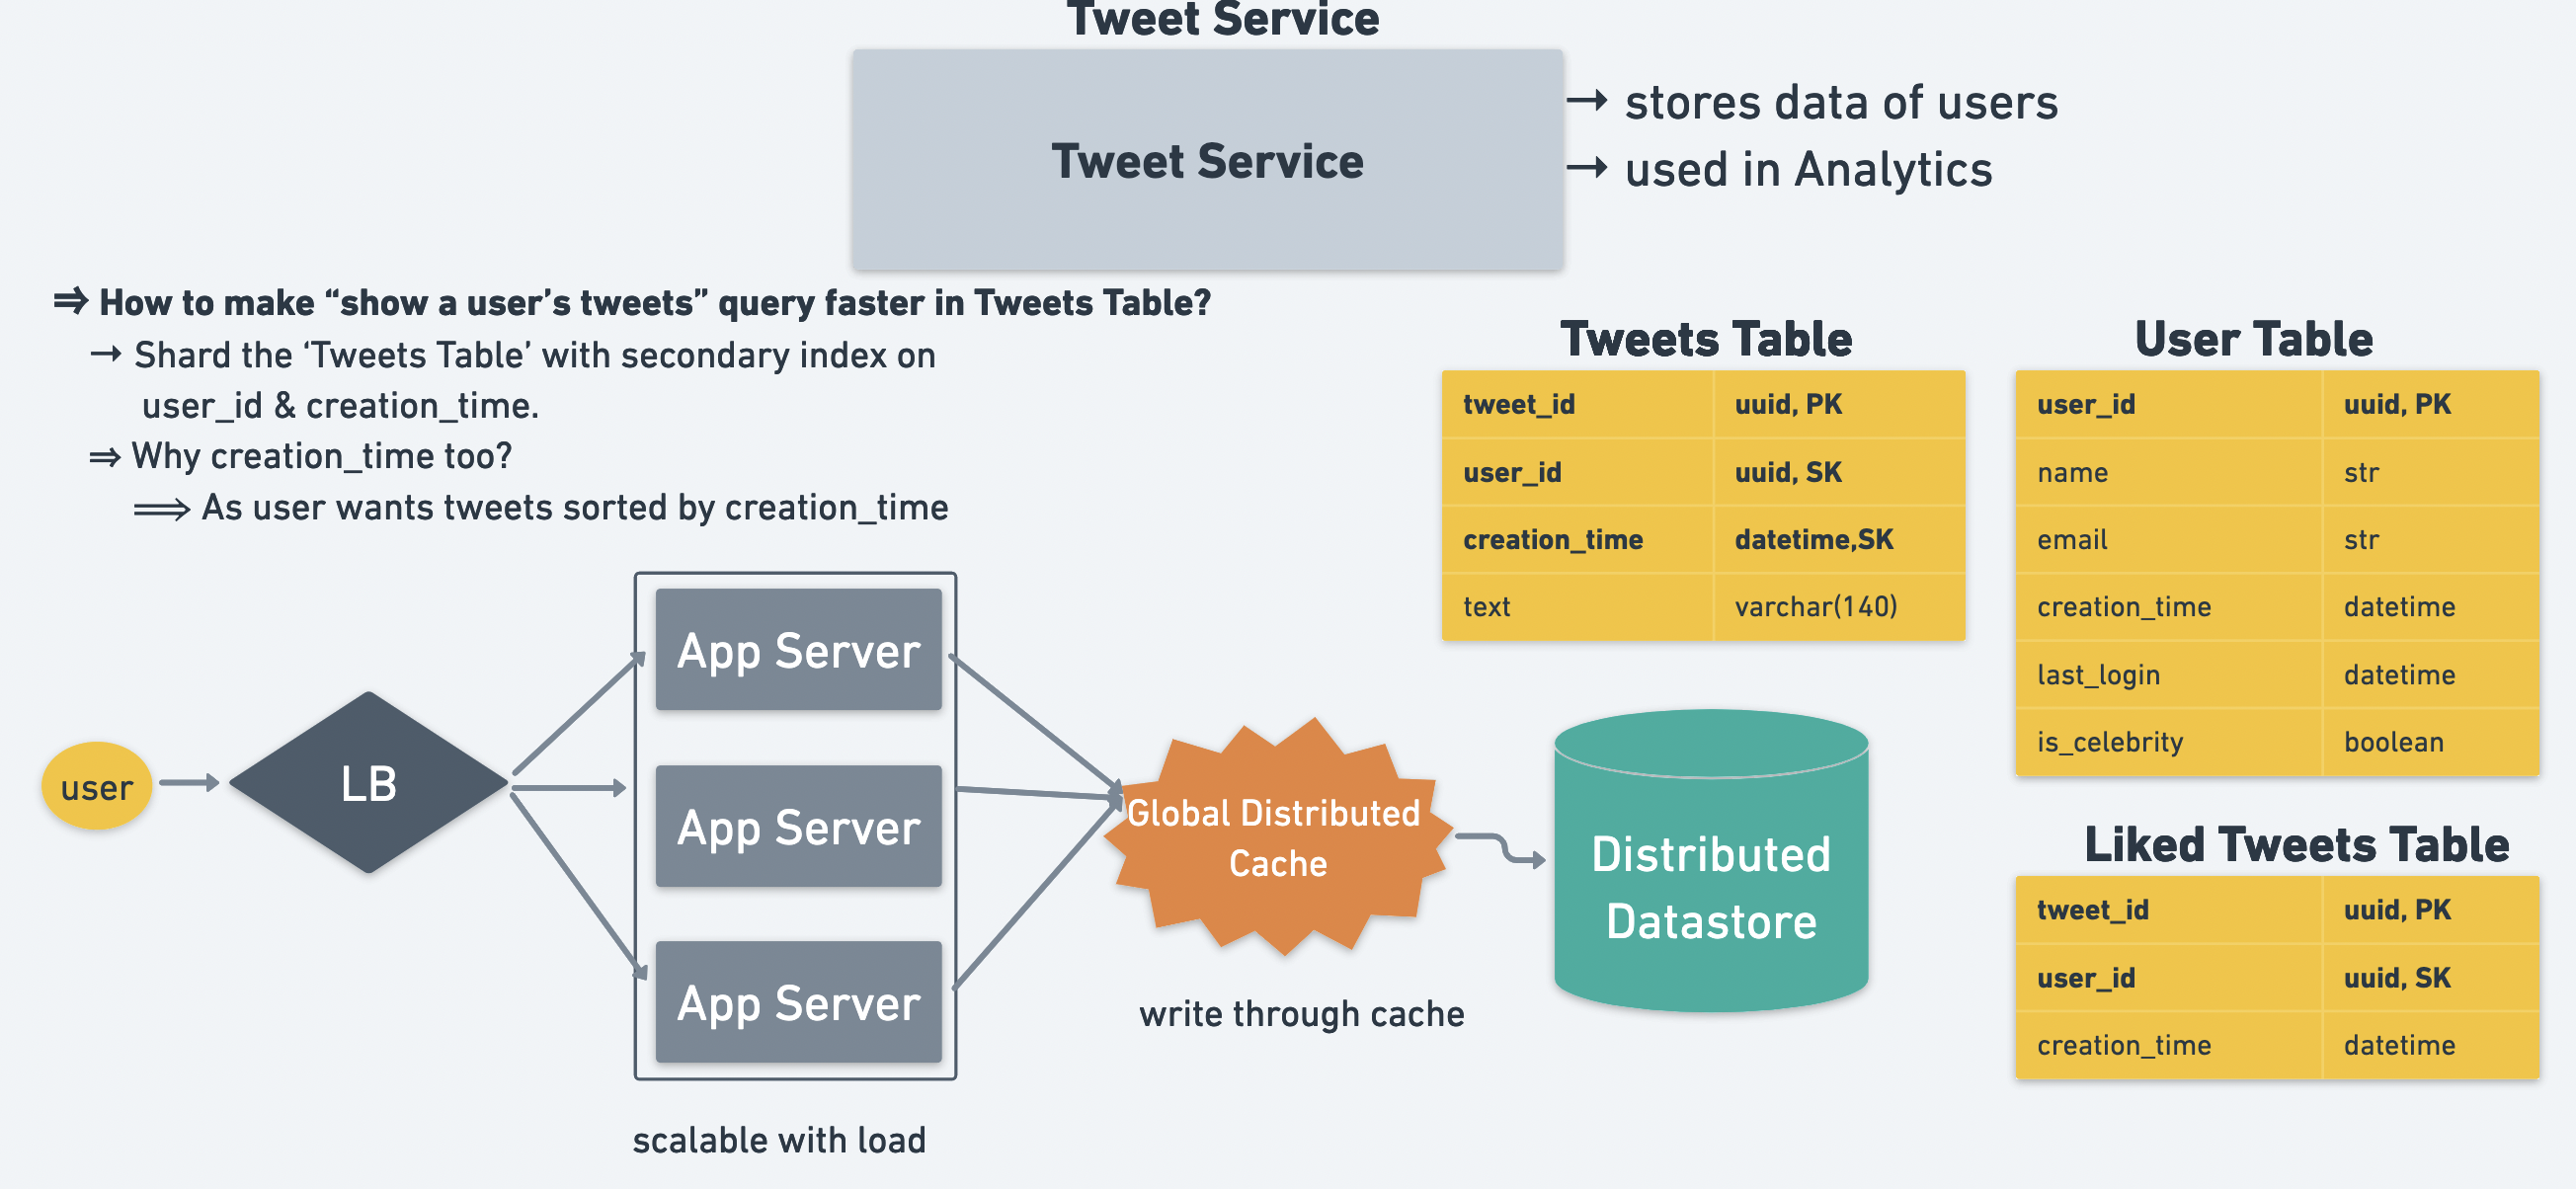 Tweet Service
Tweet Service
→ stores data of users
→ used in Analytics
⇒ How to make “show a user’s tweets” query faster in Tweets Table?
→ Shard the ‘Tweets Table’ with secondary index on
user_id & creation_time.
⇒ Why creation_time too?
⟹ As user wants tweets sorted by creation_time
Tweets Table
tweet_id uuid, PK
user_id uuid, SK
creation_time datetime,SK
text varchar(140)
User Table
user_id uuid, PK
name str
email str
creation_time datetime
last_login datetime
is_celebrity boolean
user
LB
App Server
App Server
App Server
scalable with load
Global Distributed
Cache
write through cache
Distributed
Datastore
Liked Tweets Table
tweet_id uuid, PK
user_id uuid, SK
creation_time datetime